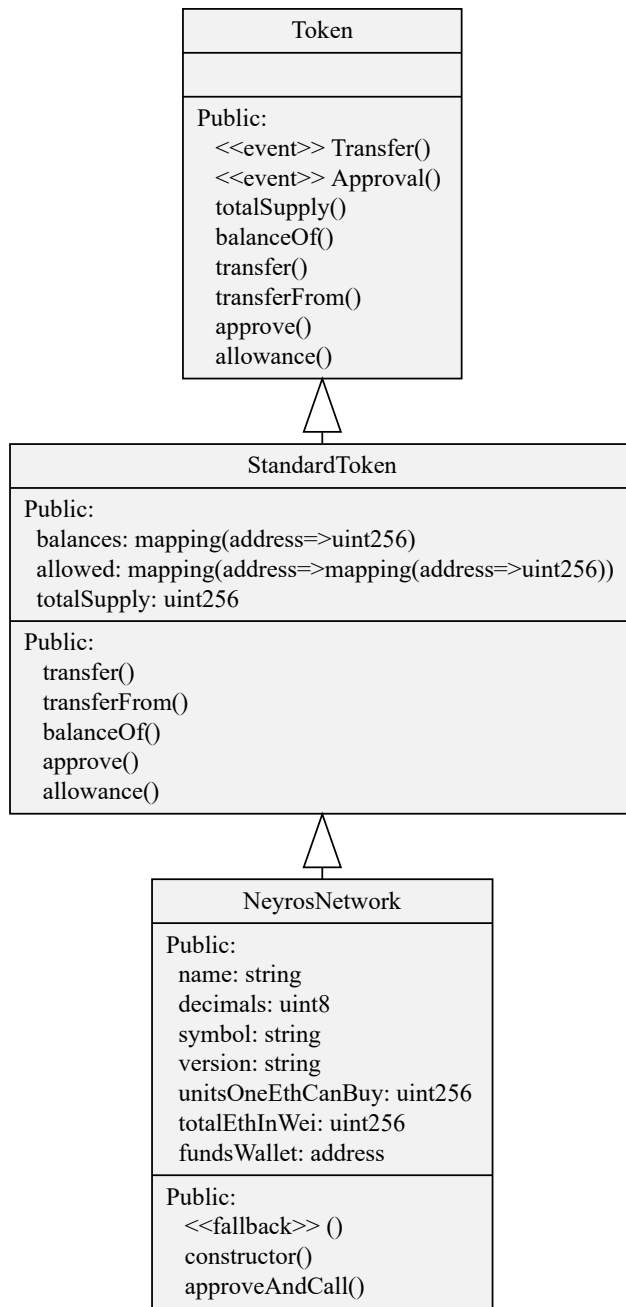 Token
Public:
<<event>> Transfer()
<<event>> Approval()
totalSupply()
balanceOf()
transfer()
transferFrom()
approve()
allowance()
StandardToken
Public:
balances: mapping(address=>uint256)
allowed: mapping(address=>mapping(address=>uint256))
totalSupply: uint256
Public:
transfer()
transferFrom()
balanceOf()
approve()
allowance()
NeyrosNetwork
Public:
name: string
decimals: uint8
symbol: string
version: string
unitsOneEthCanBuy: uint256
totalEthInWei: uint256
fundsWallet: address
Public:
<<fallback>> ()
constructor()
approveAndCall()